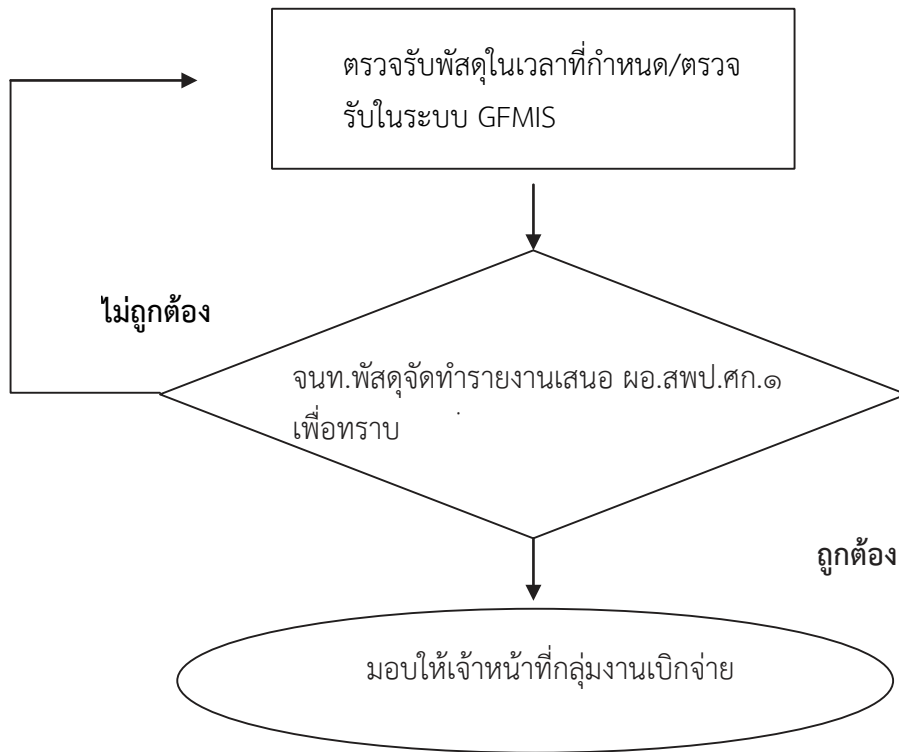 ตรวจรับพัสดุในเวลาที่กำหนด/ตรวจ
รับในระบบ GFMIS
ไม่ถูกต้อง
จนท.พัสดุจัดทำรายงานเสนอ ผอ.สพป.ศก.๑
เพื่อทราบ
ถูกต้อง
มอบให้เจ้าหน้าที่กลุ่มงานเบิกจ่าย